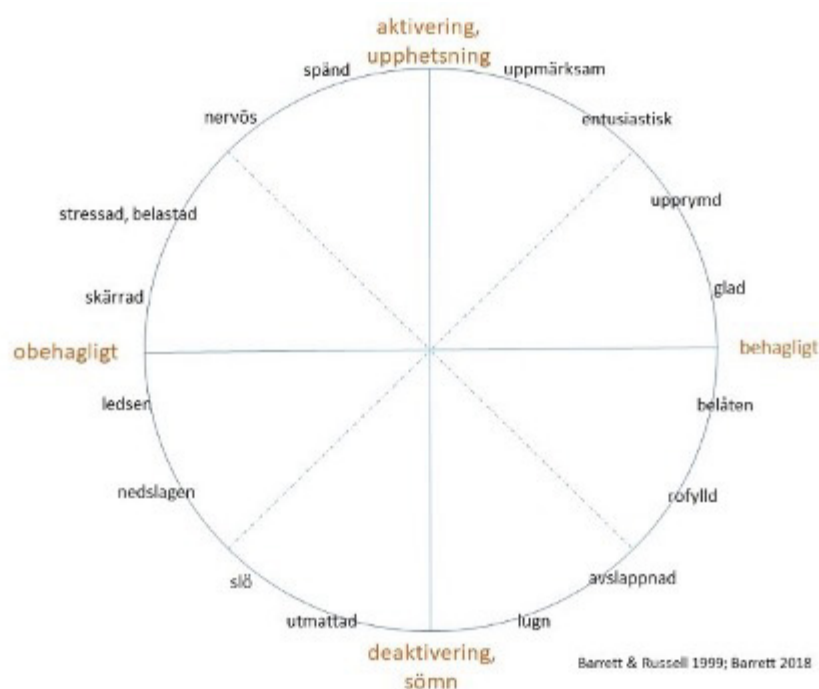 aktivering,
upphetsning
spänd
uppmärksam
nervös
entusiastisk
stressad, belastad
upprymd
skärrad
glad
obehagligt
behagligt
ledsen
belåten
nedslagen
rofylld
slö
avslappnad
utmattad
lugn
deaktivering,
sömn
Barrett & Russell 1999; Barrett 2018